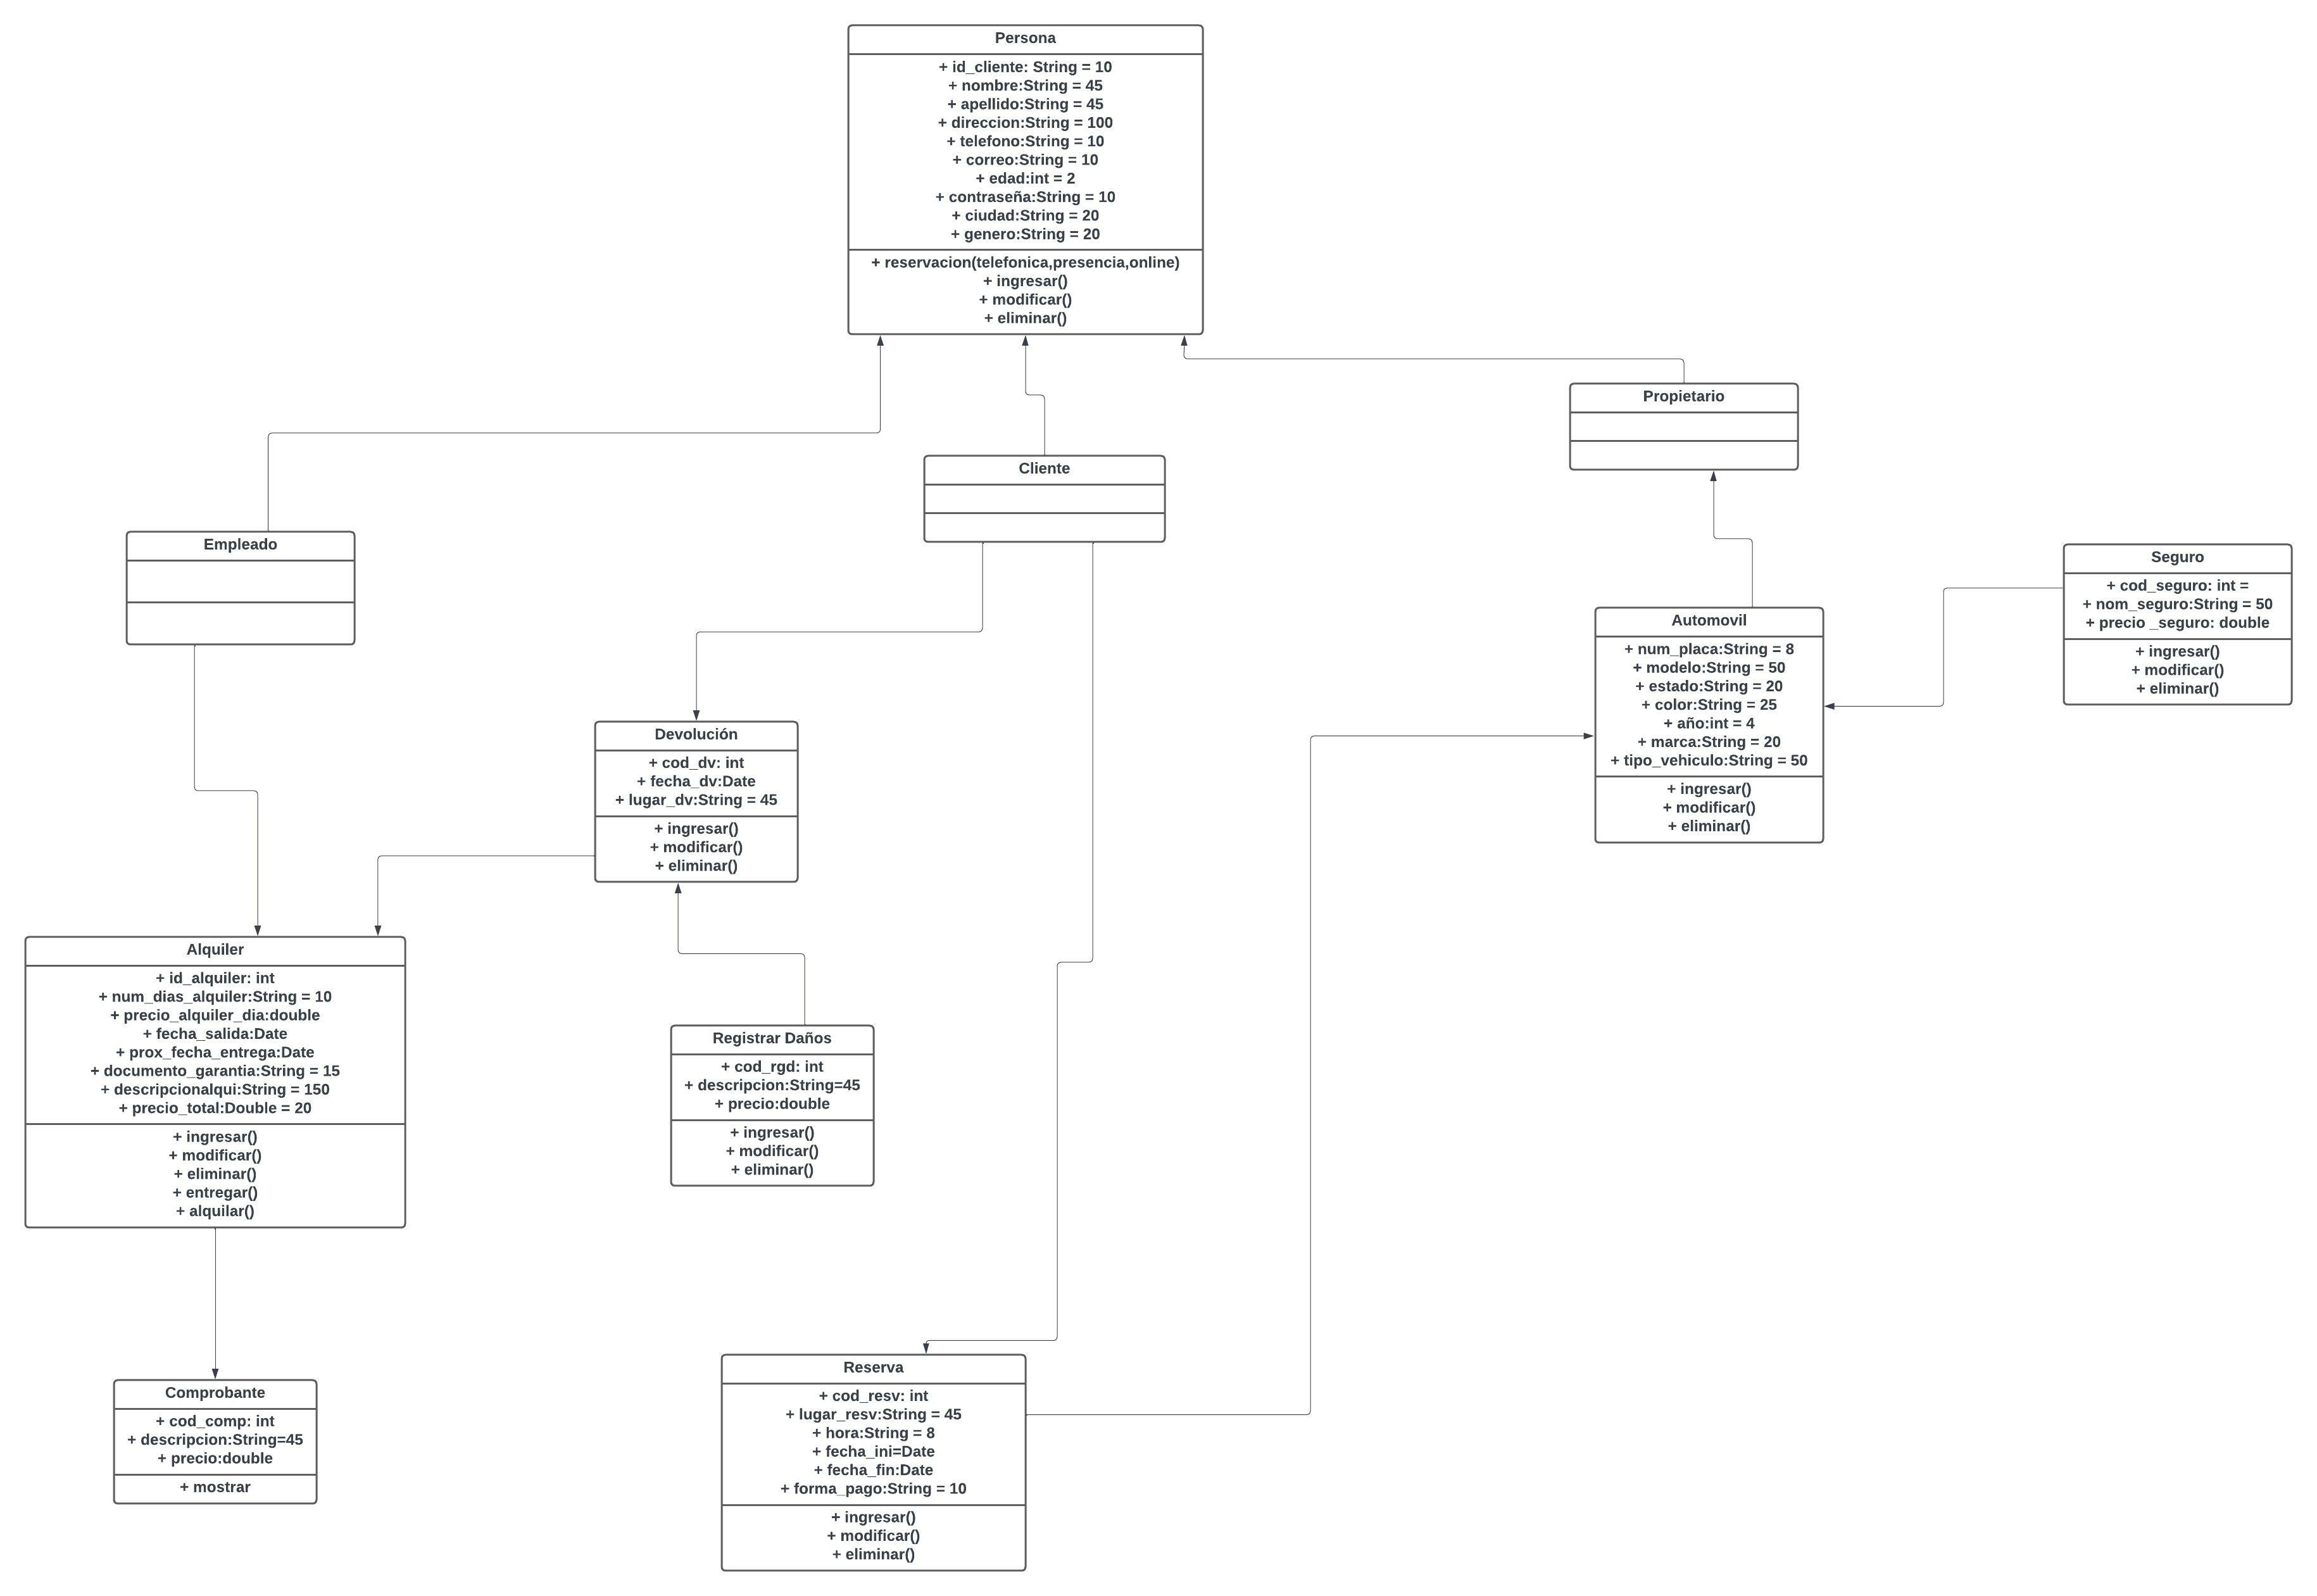 Persona
+ id_cliente: String = 10
+ nombre:String = 45
+ apellido:String = 45
+ direccion:String = 100
+ telefono:String = 10
+ correo:String = 10
+ edad:int = 2
+ contraseña:String = 10
+ ciudad:String = 20
+ genero:String = 20
+ reservacion(telefonica,presencia,online)
+ ingresar()
+ modificar()
+ eliminar()
Propietario
Cliente
Empleado
Seguro
+ cod_seguro: int =
+ nom_seguro:String = 50
+ precio _seguro: double
+ ingresar()
+ modificar()
+ eliminar()
Automovil
+ num_placa:String = 8
+ modelo:String = 50
+ estado:String = 20
+ color:String = 25
+ año:int = 4
+ marca:String = 20
+ tipo_vehiculo:String = 50
+ ingresar()
+ modificar()
+ eliminar()
Devolución
+ cod_dv: int
+ fecha_dv:Date
+ lugar_dv:String = 45
+ ingresar()
+ modificar()
+ eliminar()
Alquiler
+ id_alquiler: int
+ num_dias_alquiler:String = 10
+ precio_alquiler_dia:double
+ fecha_salida:Date
+ prox_fecha_entrega:Date
+ documento_garantia:String = 15
+ descripcionalqui:String = 150
+ precio_total:Double = 20
+ ingresar()
+ modificar()
+ eliminar()
+ entregar()
+ alquilar()
Registrar Daños
+ cod_rgd: int
+ descripcion:String=45
+ precio:double
+ ingresar()
+ modificar()
+ eliminar()
Reserva
+ cod_resv: int
+ lugar_resv:String = 45
+ hora:String = 8
+ fecha_ini=Date
+ fecha_fin:Date
+ forma_pago:String = 10
+ ingresar()
+ modificar()
+ eliminar()
Comprobante
+ cod_comp: int
+ descripcion:String=45
+ precio:double
+ mostrar